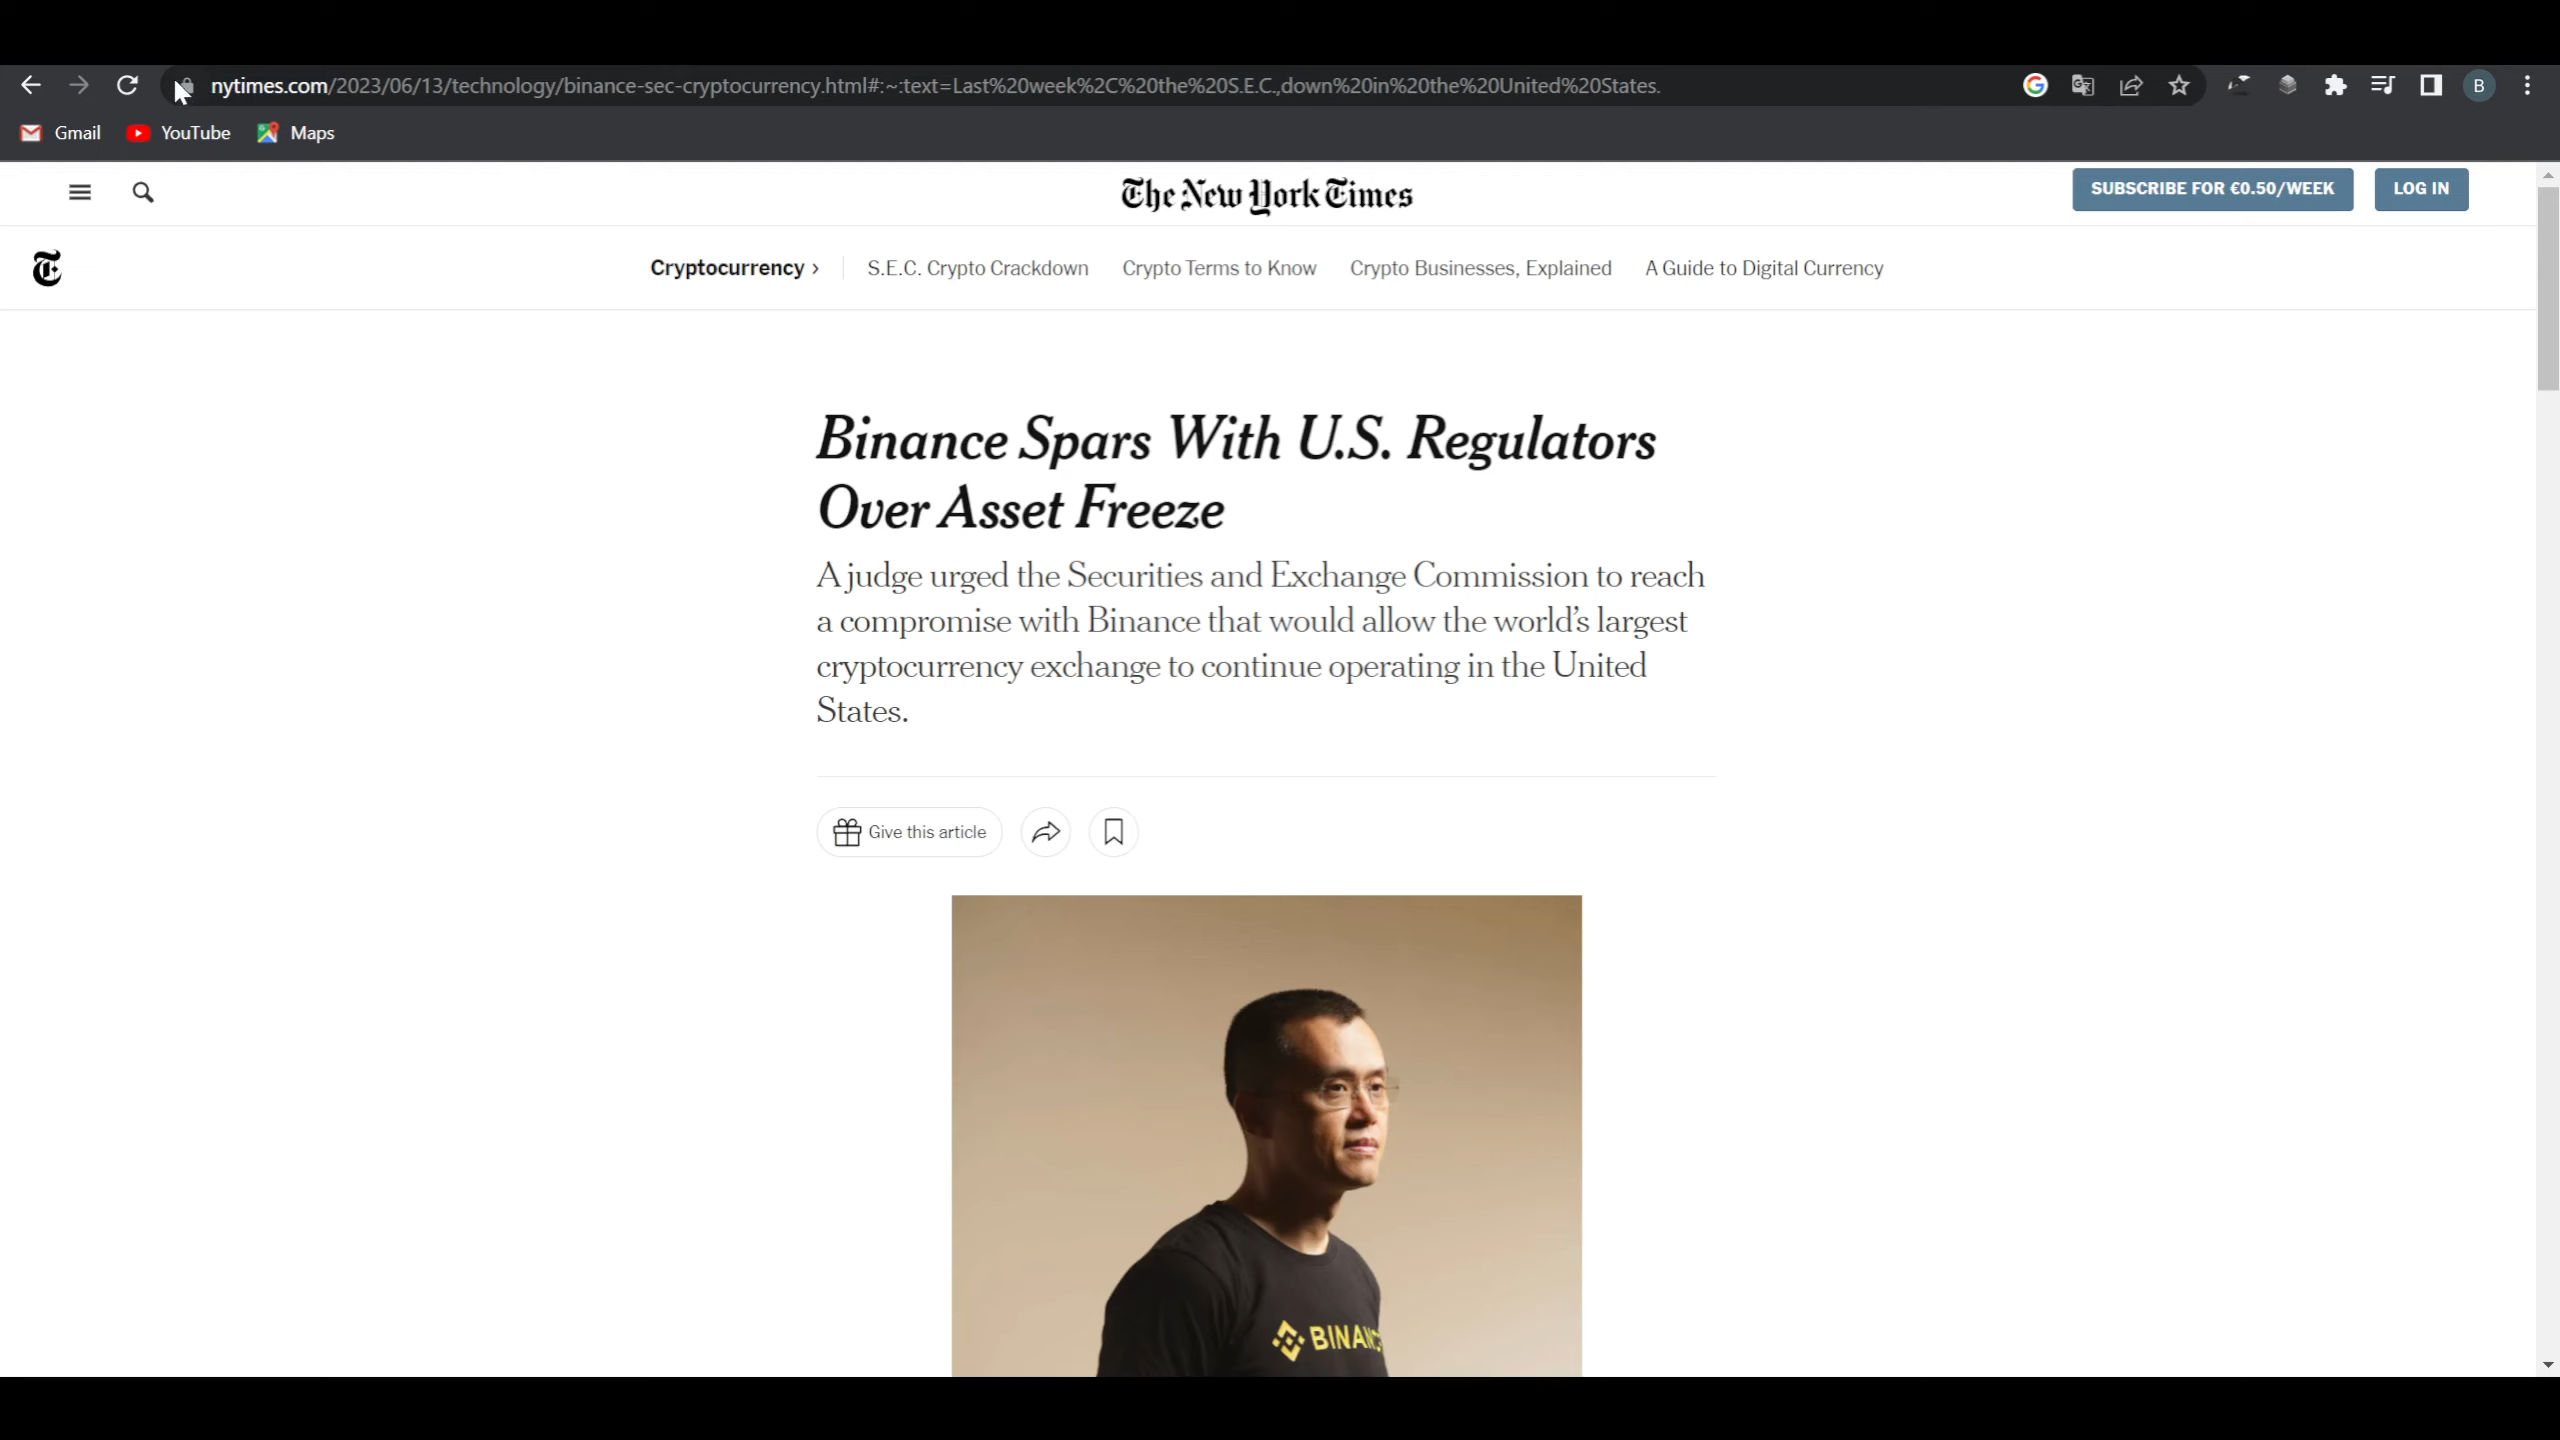 nytimes.com/2023/06/13/technology/binance-sec-cryptocurrency.html#:~:text=Last%20week%2C%20the%20S.E.C.,down%20in%20the%20United%20States.
B
Gmail YouTube Maps
The New York Times
SUBSCRIBE FOR €0.50/WEEK LOG IN
T
Cryptocurrency › S.E.C. Crypto Crackdown Crypto Terms to Know Crypto Businesses, Explained A Guide to Digital Currency
Binance Spars With U.S. Regulators
Over Asset Freeze
A judge urged the Securities and Exchange Commission to reach
a compromise with Binance that would allow the world’s largest
cryptocurrency exchange to continue operating in the United
States.
Give this article
BINANC